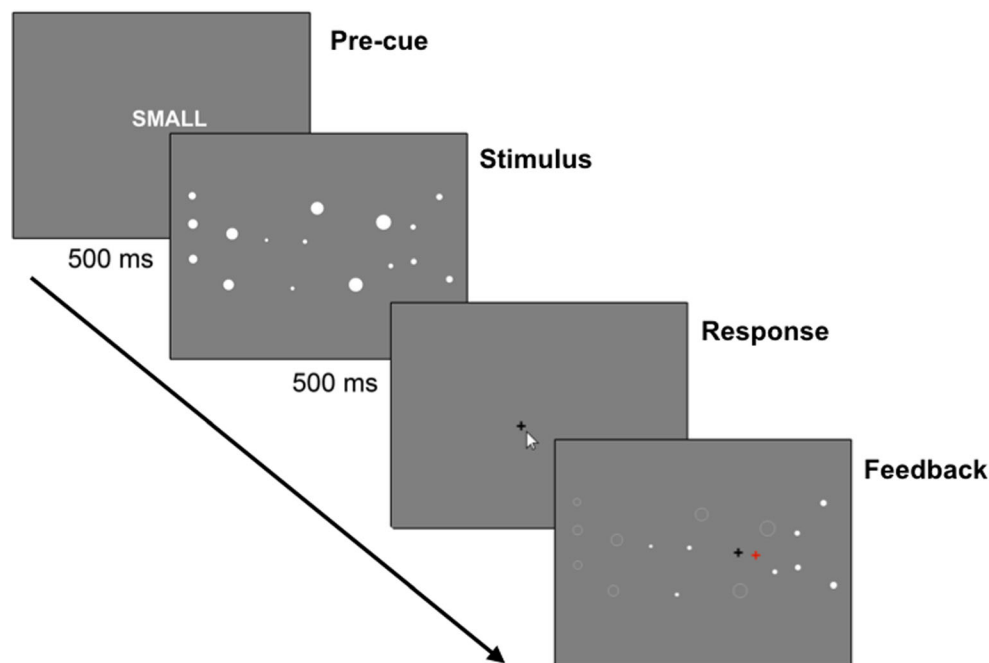 Pre-cue
SMALL
Stimulus
500 ms
Response
500 ms
Feedback